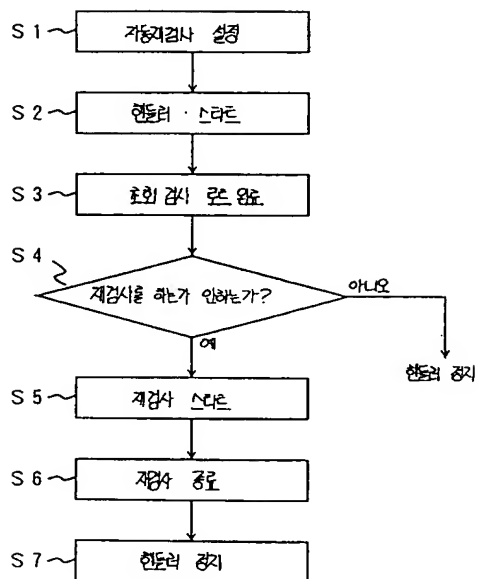 S 1 자동재검사 설정
S 2 핸들러 · 스타트
S 3 초회 검사 로트 완료
S 4
재검사를 하는가 안하는가?
아니오
예
핸들러 정지
S 5 재검사 스타트
S 6 재검사 종료
S 7 핸들러 정지